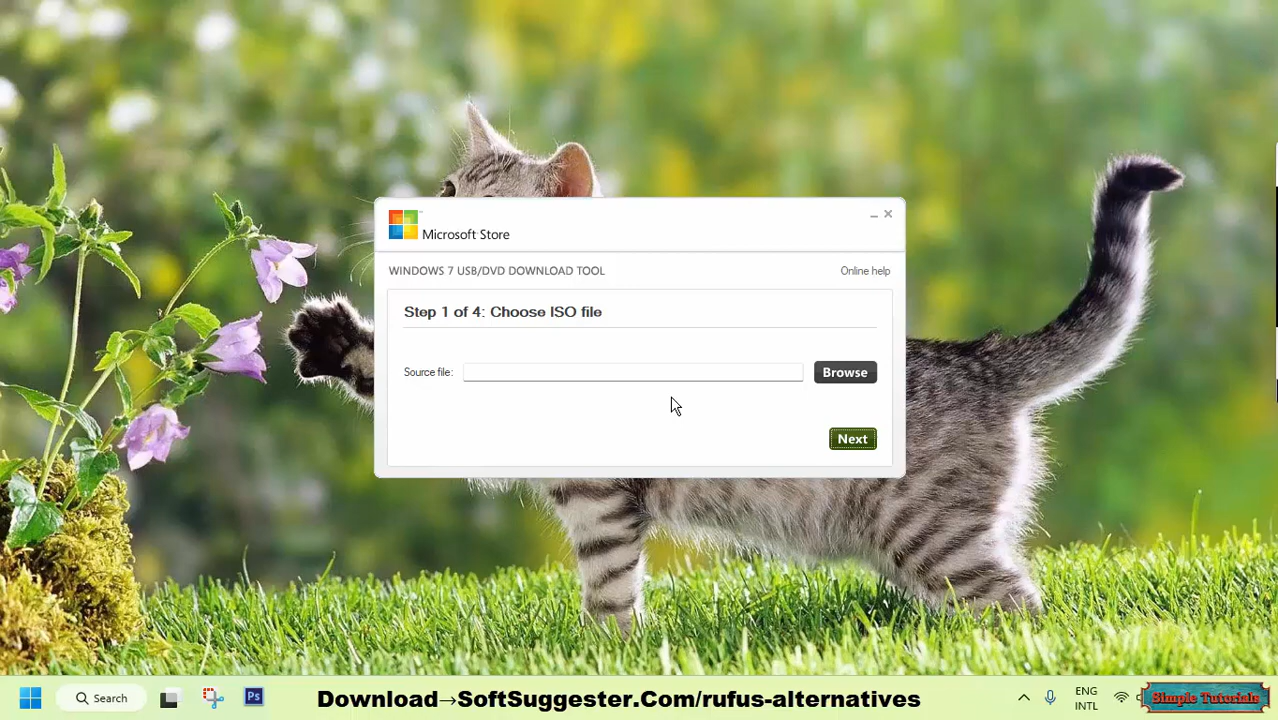 Microsoft Store
WINDOWS 7 USB/DVD DOWNLOAD TOOL
Online help
Step 1 of 4: Choose ISO file
Source file:
Browse
Next
Search
Ps
Download→SoftSuggester.Com/rufus-alternatives
ENG
INTL
Simple Tutorials